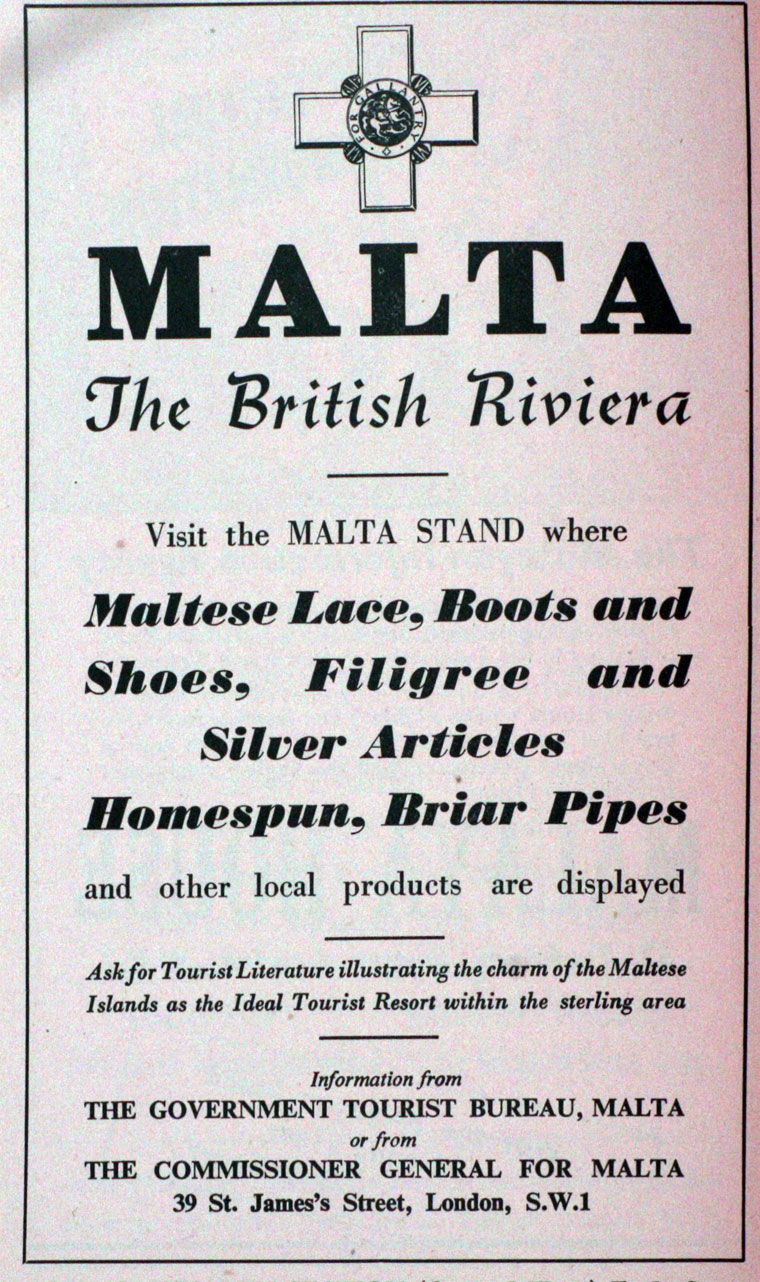 FOR GALLANTRY
MALTA
The British Riviera
Visit the MALTA STAND where
Maltese Lace, Boots and
Shoes, Filigree and
Silver Articles
Homespun, Briar Pipes
and other local products are displayed
Ask for Tourist Literature illustrating the charm of the Maltese
Islands as the Ideal Tourist Resort within the sterling area
Information from
THE GOVERNMENT TOURIST BUREAU, MALTA
or from
THE COMMISSIONER GENERAL FOR MALTA
39 St. James's Street, London, S.W.1